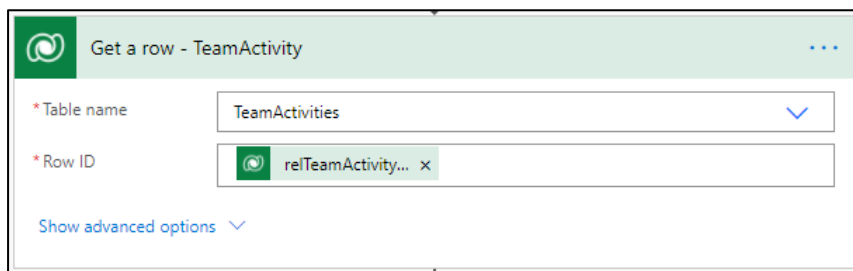 Get a row - TeamActivity
...
* Table name
TeamActivities
* Row ID
relTeamActivity... ×
Show advanced options